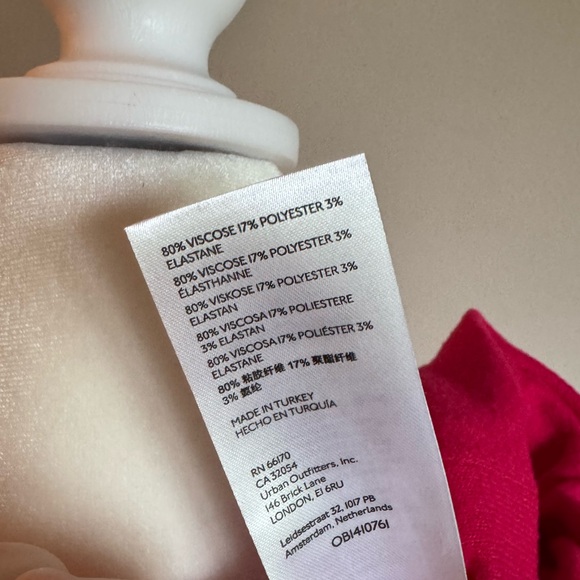 80% VISCOSE 17% POLYESTER 3%
ELASTANE
80% VISCOSE 17% POLYESTER 3%
ÉLASTHANNE
80% VISKOSE 17% POLYESTER 3%
ELASTAN
80% VISCOSA 17% POLIESTERE
3% ELASTAN
80% VISCOSA 17% POLIÉSTER 3%
ELASTANE
80% 粘胶纤维 17% 聚酯纤维
3% 氨纶
MADE IN TURKEY
HECHO EN TURQUÍA
RN 66170
CA 32054
Urban Outfitters, Inc.
146 Brick Lane
LONDON, E1 6RU
Leidsestraat 32, 1017 PB
Amsterdam, Netherlands
OB1410761